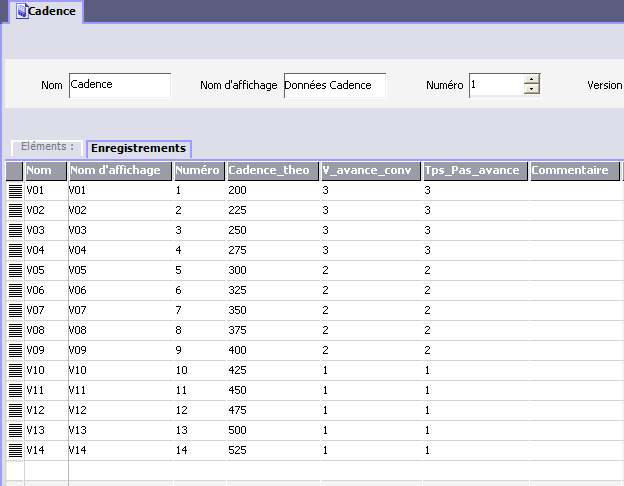 Cadence
Nom Cadence Nom d'affichage Données Cadence Numéro 1 Version
Eléments : Enregistrements
Nom Nom d'affichage Numéro Cadence_theo V_avance_conv Tps_Pas_avance Commentaire
V01 V01 1 200 3 3
V02 V02 2 225 3 3
V03 V03 3 250 3 3
V04 V04 4 275 3 3
V05 V05 5 300 2 2
V06 V06 6 325 2 2
V07 V07 7 350 2 2
V08 V08 8 375 2 2
V09 V09 9 400 2 2
V10 V10 10 425 1 1
V11 V11 11 450 1 1
V12 V12 12 475 1 1
V13 V13 13 500 1 1
V14 V14 14 525 1 1